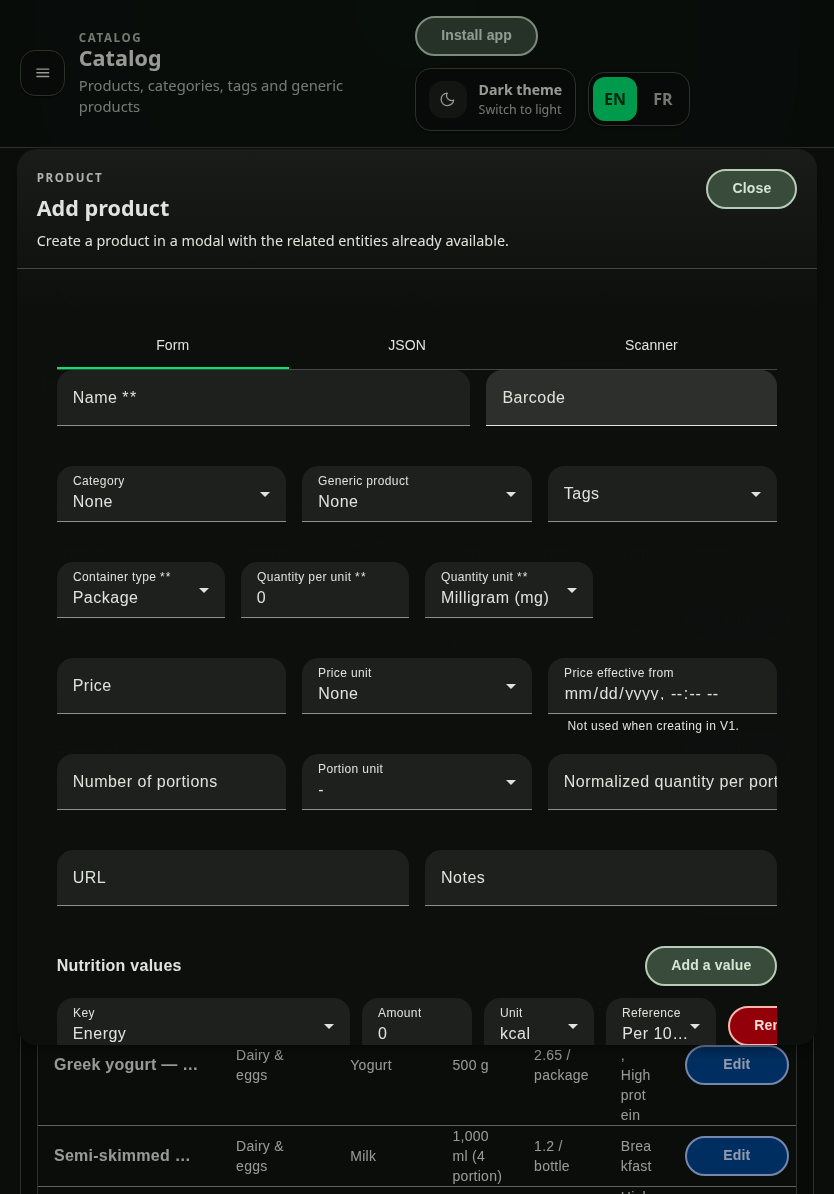 CATALOG
Catalog
Products, categories, tags and generic
products
Install app
Dark theme
Switch to light
EN
FR
PRODUCT
Add product
Create a product in a modal with the related entities already available.
Close
Form
JSON
Scanner
Name **
Barcode
Category
None
Generic product
None
Tags
Container type **
Package
Quantity per unit **
0
Quantity unit **
Milligram (mg)
Price
Price unit
None
Price effective from
mm/dd/yyyy, --:-- --
Not used when creating in V1.
Number of portions
Portion unit
-
Normalized quantity per port
URL
Notes
Nutrition values
Add a value
Key
Energy
Amount
0
Unit
kcal
Reference
Per 10…
Rer
Greek yogurt — …
Dairy &
eggs
Yogurt
500 g
2.65 /
package
,
High
prot
ein
Edit
Semi-skimmed …
Dairy &
eggs
Milk
1,000
ml (4
portion)
1.2 /
bottle
Brea
kfast
Edit